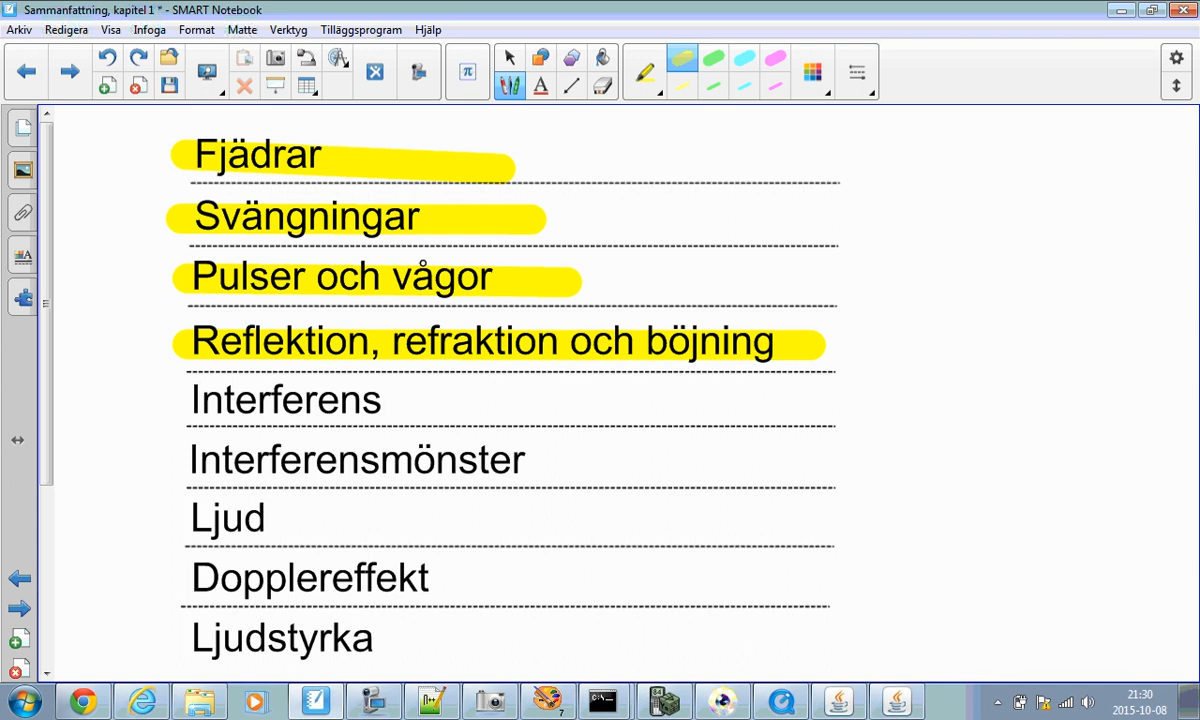 Sammanfattning, kapitel 1 * - SMART Notebook
Arkiv Redigera Visa Infoga Format Matte Verktyg Tilläggsprogram Hjälp
Fjädrar
Svängningar
Pulser och vågor
Reflektion, refraktion och böjning
Interferens
Interferensmönster
Ljud
Dopplereffekt
Ljudstyrka
21:30
2015-10-08